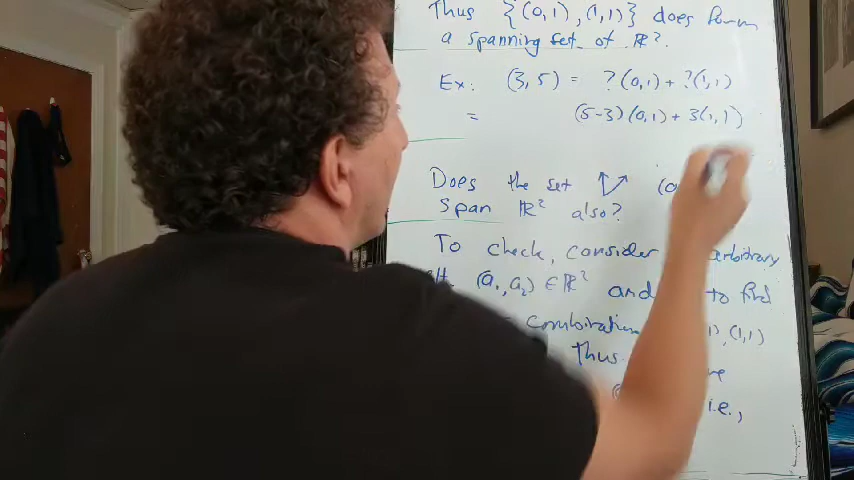 Thus {(0,1), (1,1)} does form
a spanning set of ℝ².
Ex: (3,5) = ?(0,1) + ?(1,1)
= (5-3)(0,1) + 3(1,1)
Does the set
Span ℝ² also?
To check, consider arbitrary
(a₁, a₂) ∈ ℝ² and to find
combination , (1,1)
Thus
i.e.,